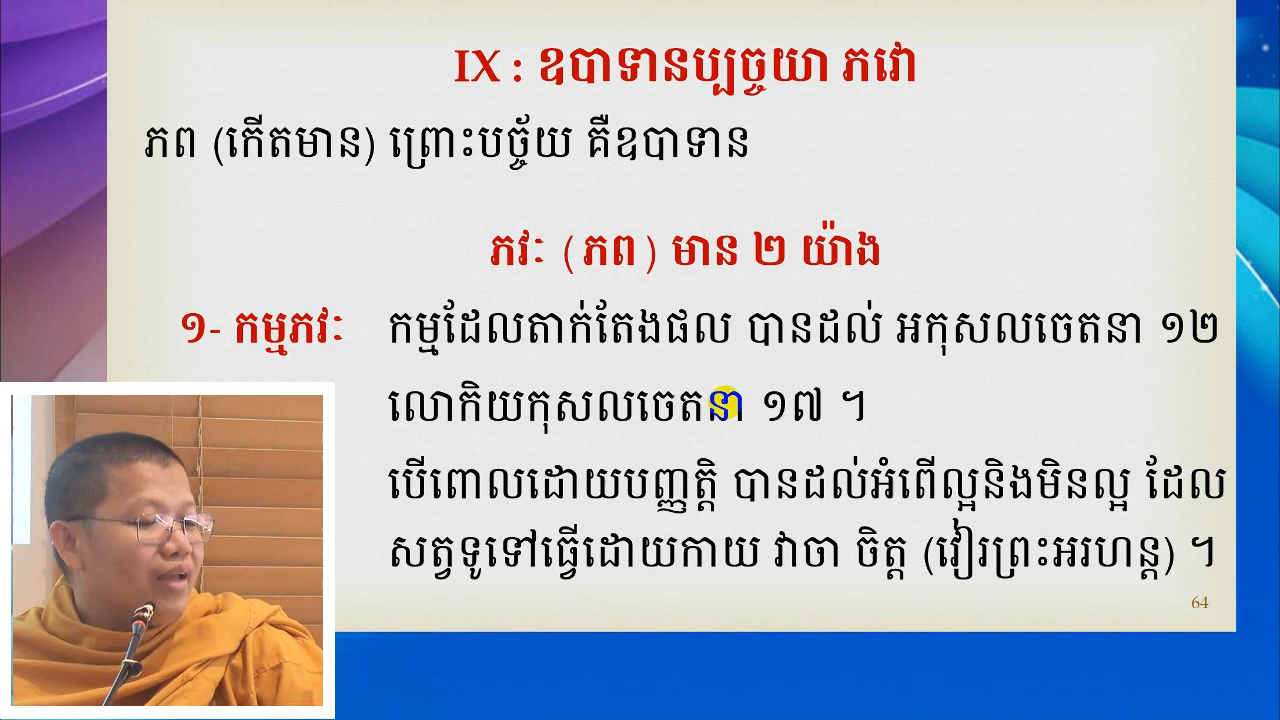 IX : ឧបាទានប្បច្ចយា ភវោ
ភព (កើតមាន) ព្រោះបច្ច័យ គឺឧបាទាន
ភវៈ (ភព) មាន ២ យ៉ាង
១- កម្មភវៈ កម្មដែលតាក់តែងផល បានដល់ អកុសលចេតនា ១២
លោកិយកុសលចេតនា ១៧ ។
បើពោលដោយបញ្ញត្តិ បានដល់អំពើល្អនិងមិនល្អ ដែល
សត្វទូទៅធ្វើដោយកាយ វាចា ចិត្ត (វៀរព្រះអរហន្ត) ។
64